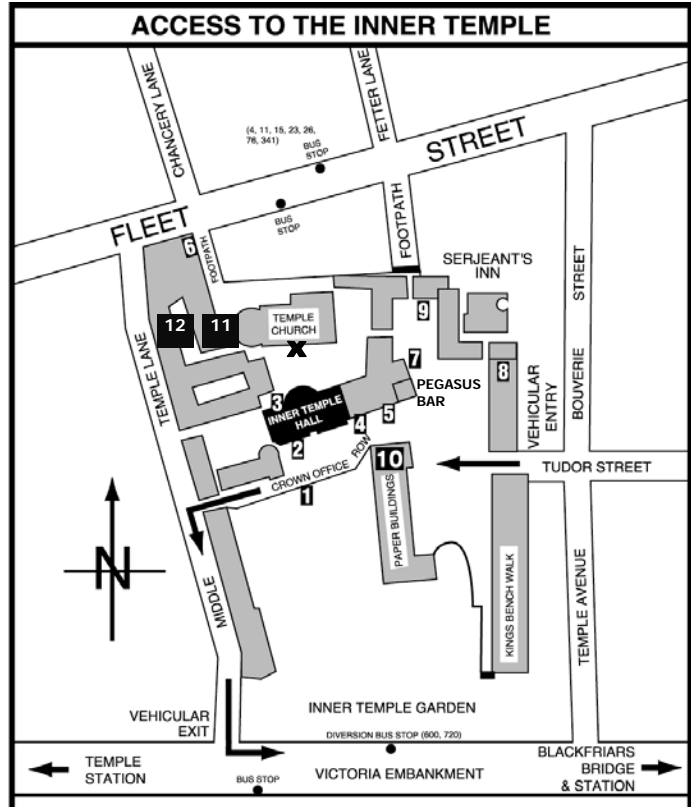 ACCESS TO THE INNER TEMPLE
CHANCERY LANE
FETTER LANE
(4, 11, 15, 23, 26,
76, 341)
BUS
STOP
STREET
BUS
STOP
FLEET
6
FOOTPATH
FOOTPATH
SERJEANT'S
INN
BOUVERIE STREET
12
11
TEMPLE
CHURCH
X
9
7
8
PEGASUS
BAR
VEHICULAR
ENTRY
3
INNER TEMPLE
HALL
2
4
5
10
CROWN OFFICE ROW
1
TUDOR STREET
PAPER BUILDINGS
KINGS BENCH WALK
TEMPLE AVENUE
MIDDLE TEMPLE LANE
N
VEHICULAR
EXIT
INNER TEMPLE GARDEN
DIVERSION BUS STOP (600, 720)
TEMPLE
STATION
BUS STOP
VICTORIA EMBANKMENT
BLACKFRIARS
BRIDGE
& STATION